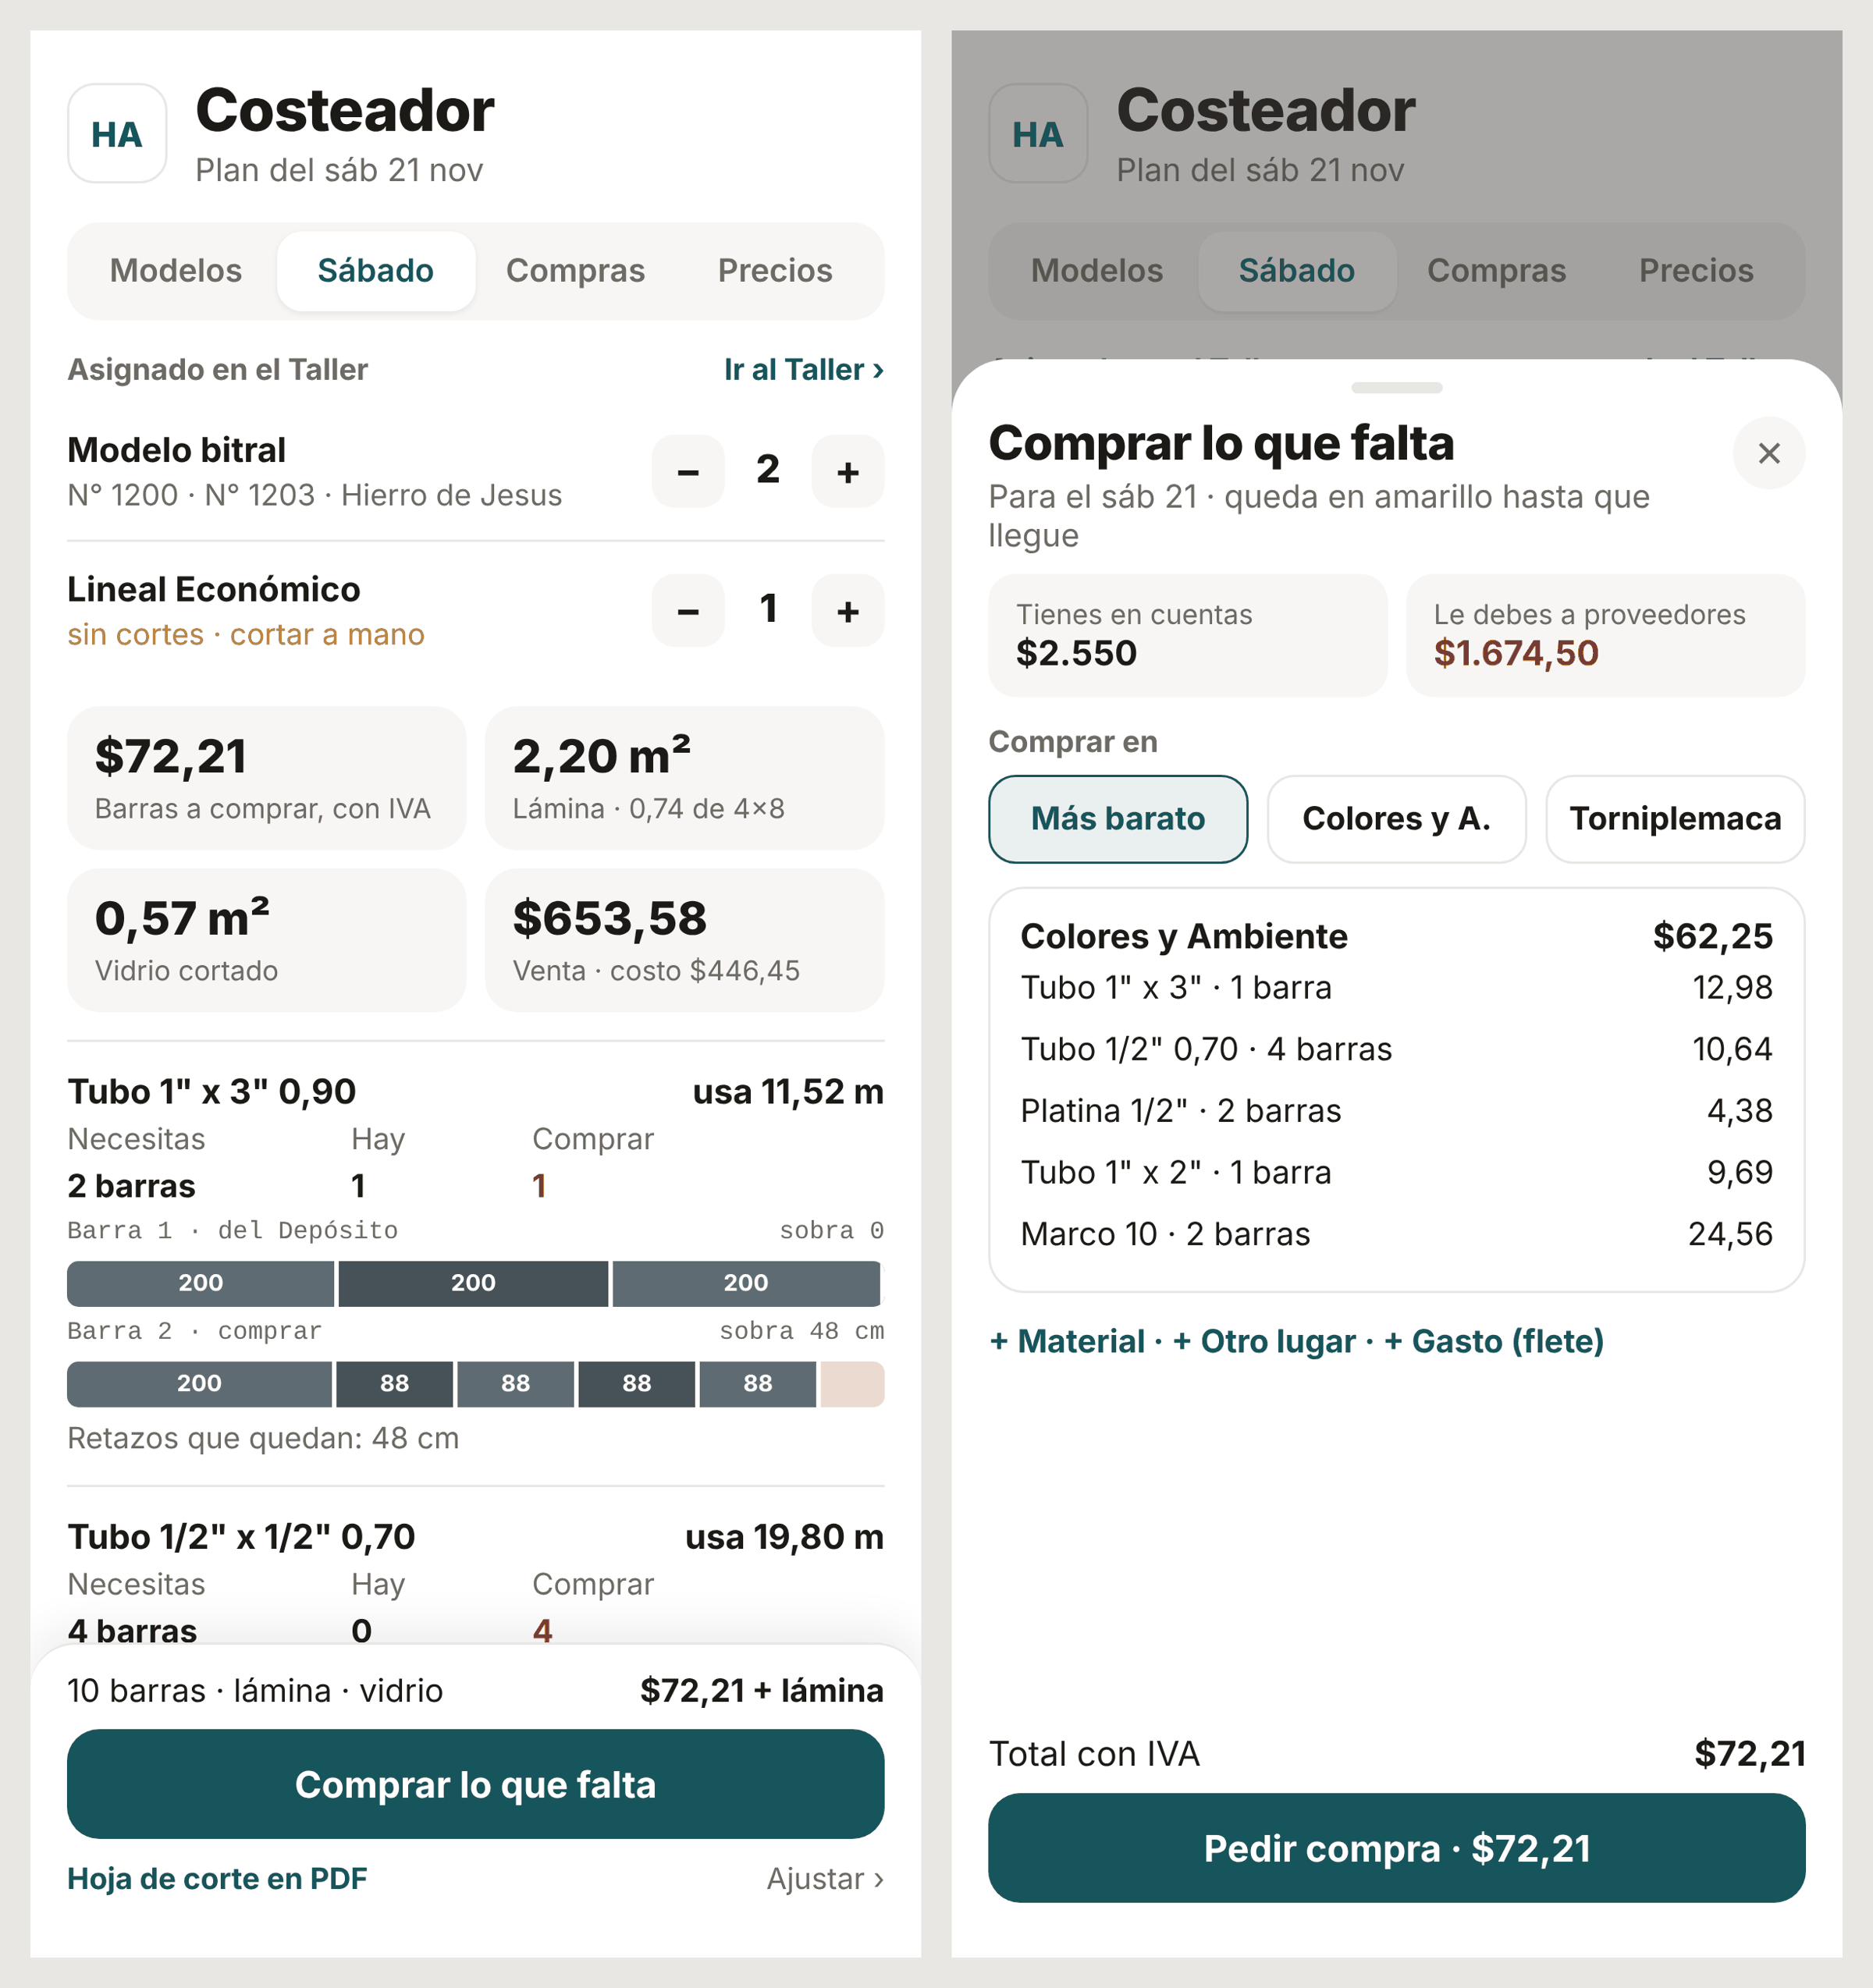 HA
Costeador
Plan del sáb 21 nov
Modelos Sábado Compras Precios
Asignado en el Taller Ir al Taller ›
Modelo bitral
N° 1200 · N° 1203 · Hierro de Jesus
− 2 +
Lineal Económico
sin cortes · cortar a mano
− 1 +
$72,21
Barras a comprar, con IVA
2,20 m²
Lámina · 0,74 de 4×8
0,57 m²
Vidrio cortado
$653,58
Venta · costo $446,45
Tubo 1" x 3" 0,90 usa 11,52 m
Necesitas Hay Comprar
2 barras 1 1
Barra 1 · del Depósito sobra 0
200 200 200
Barra 2 · comprar sobra 48 cm
200 88 88 88 88
Retazos que quedan: 48 cm
Tubo 1/2" x 1/2" 0,70 usa 19,80 m
Necesitas Hay Comprar
4 barras 0 4
10 barras · lámina · vidrio $72,21 + lámina
Comprar lo que falta
Hoja de corte en PDF Ajustar ›
HA
Costeador
Plan del sáb 21 nov
Modelos Sábado Compras Precios
Comprar lo que falta
×
Para el sáb 21 · queda en amarillo hasta que
llegue
Tienes en cuentas
$2.550
Le debes a proveedores
$1.674,50
Comprar en
Más barato Colores y A. Torniplemaca
Colores y Ambiente $62,25
Tubo 1" x 3" · 1 barra 12,98
Tubo 1/2" 0,70 · 4 barras 10,64
Platina 1/2" · 2 barras 4,38
Tubo 1" x 2" · 1 barra 9,69
Marco 10 · 2 barras 24,56
+ Material · + Otro lugar · + Gasto (flete)
Total con IVA $72,21
Pedir compra · $72,21